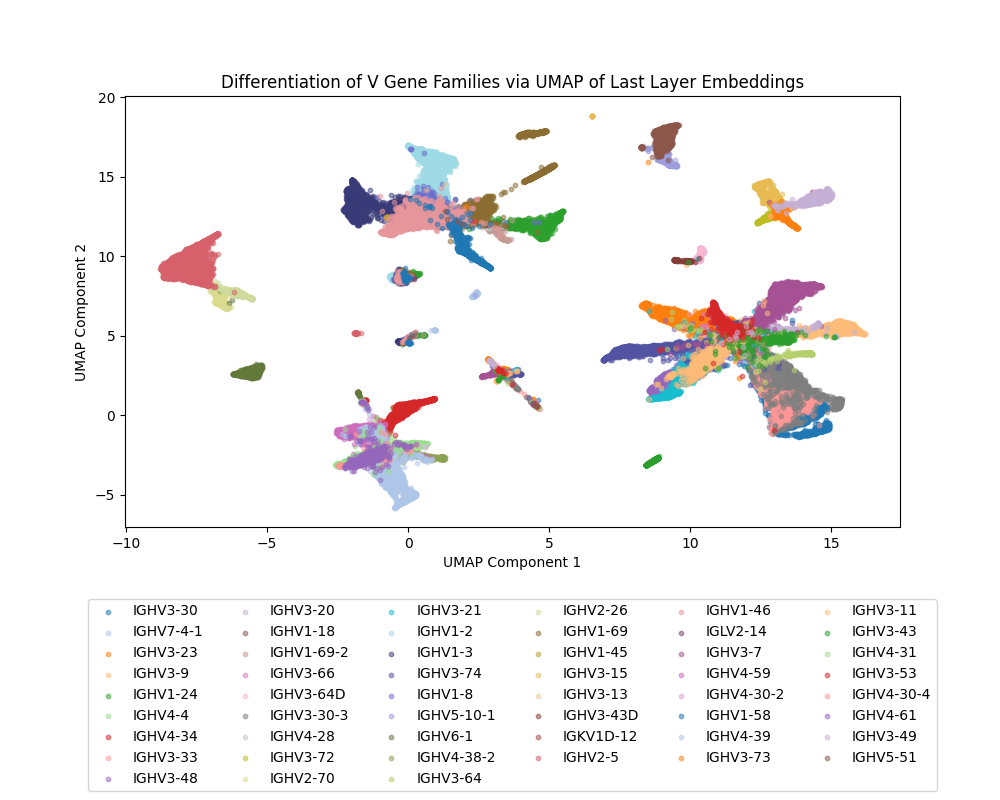 Differentiation of V Gene Families via UMAP of Last Layer Embeddings
20
15
10
5
0
−5
UMAP Component 2
−10
−5
0
5
10
15
UMAP Component 1
IGHV3-30
IGHV7-4-1
IGHV3-23
IGHV3-9
IGHV1-24
IGHV4-4
IGHV4-34
IGHV3-33
IGHV3-48
IGHV3-20
IGHV1-18
IGHV1-69-2
IGHV3-66
IGHV3-64D
IGHV3-30-3
IGHV4-28
IGHV3-72
IGHV2-70
IGHV3-21
IGHV1-2
IGHV1-3
IGHV3-74
IGHV1-8
IGHV5-10-1
IGHV6-1
IGHV4-38-2
IGHV3-64
IGHV2-26
IGHV1-69
IGHV1-45
IGHV3-15
IGHV3-13
IGHV3-43D
IGKV1D-12
IGHV2-5
IGHV1-46
IGLV2-14
IGHV3-7
IGHV4-59
IGHV4-30-2
IGHV1-58
IGHV4-39
IGHV3-73
IGHV3-11
IGHV3-43
IGHV4-31
IGHV3-53
IGHV4-30-4
IGHV4-61
IGHV3-49
IGHV5-51